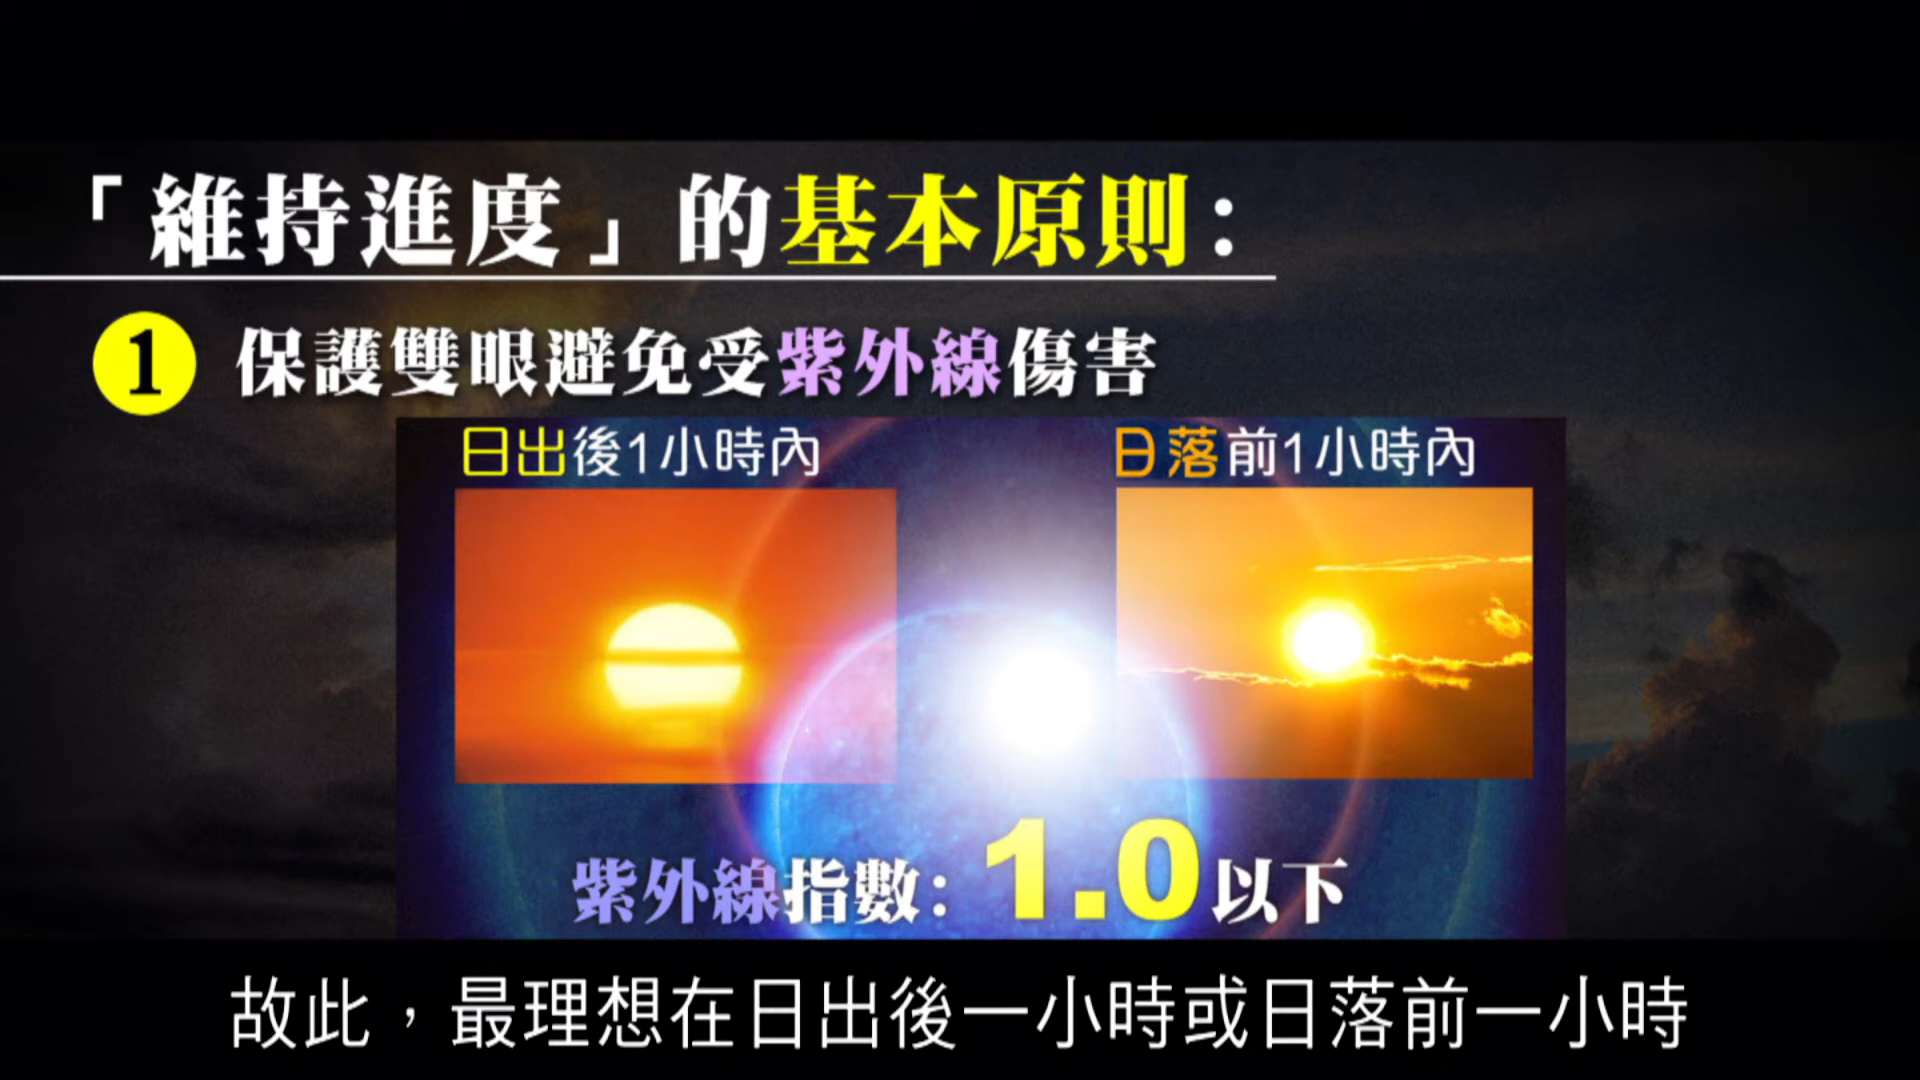 「維持進度」的基本原則：
1 保護雙眼避免受紫外線傷害
日出後1小時內
日落前1小時內
紫外線指數：1.0以下
故此，最理想在日出後一小時或日落前一小時